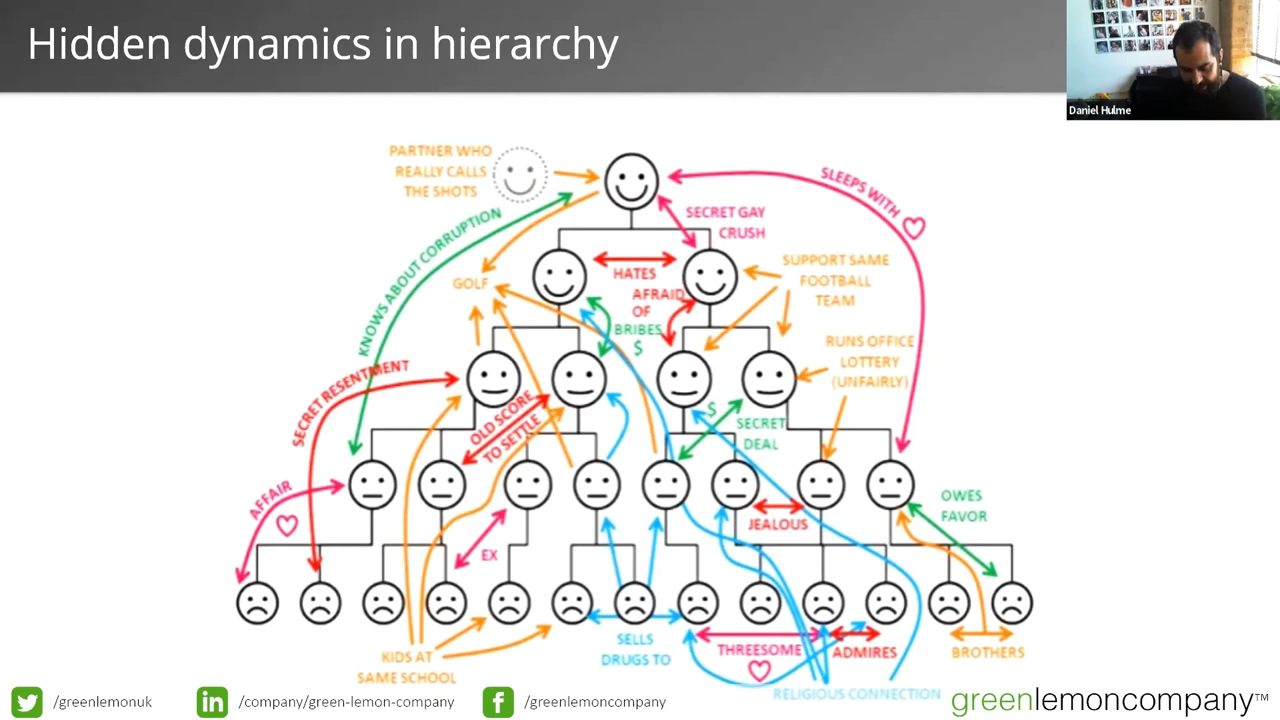 Hidden dynamics in hierarchy
Daniel Hulme
PARTNER WHO
REALLY CALLS
THE SHOTS
SLEEPS WITH
SECRET GAY
CRUSH
KNOWS ABOUT CORRUPTION
HATES
GOLF
AFRAID
OF
BRIBES
$
SUPPORT SAME
FOOTBALL
TEAM
RUNS OFFICE
LOTTERY
(UNFAIRLY)
SECRET RESENTMENT
OLD SCORE
TO SETTLE
$
SECRET
DEAL
AFFAIR
JEALOUS
OWES
FAVOR
EX
KIDS AT
SAME SCHOOL
SELLS
DRUGS TO
THREESOME
ADMIRES
BROTHERS
RELIGIOUS CONNECTION
/greenlemonuk
/company/green-lemon-company
/greenlemoncompany
greenlemoncompany™